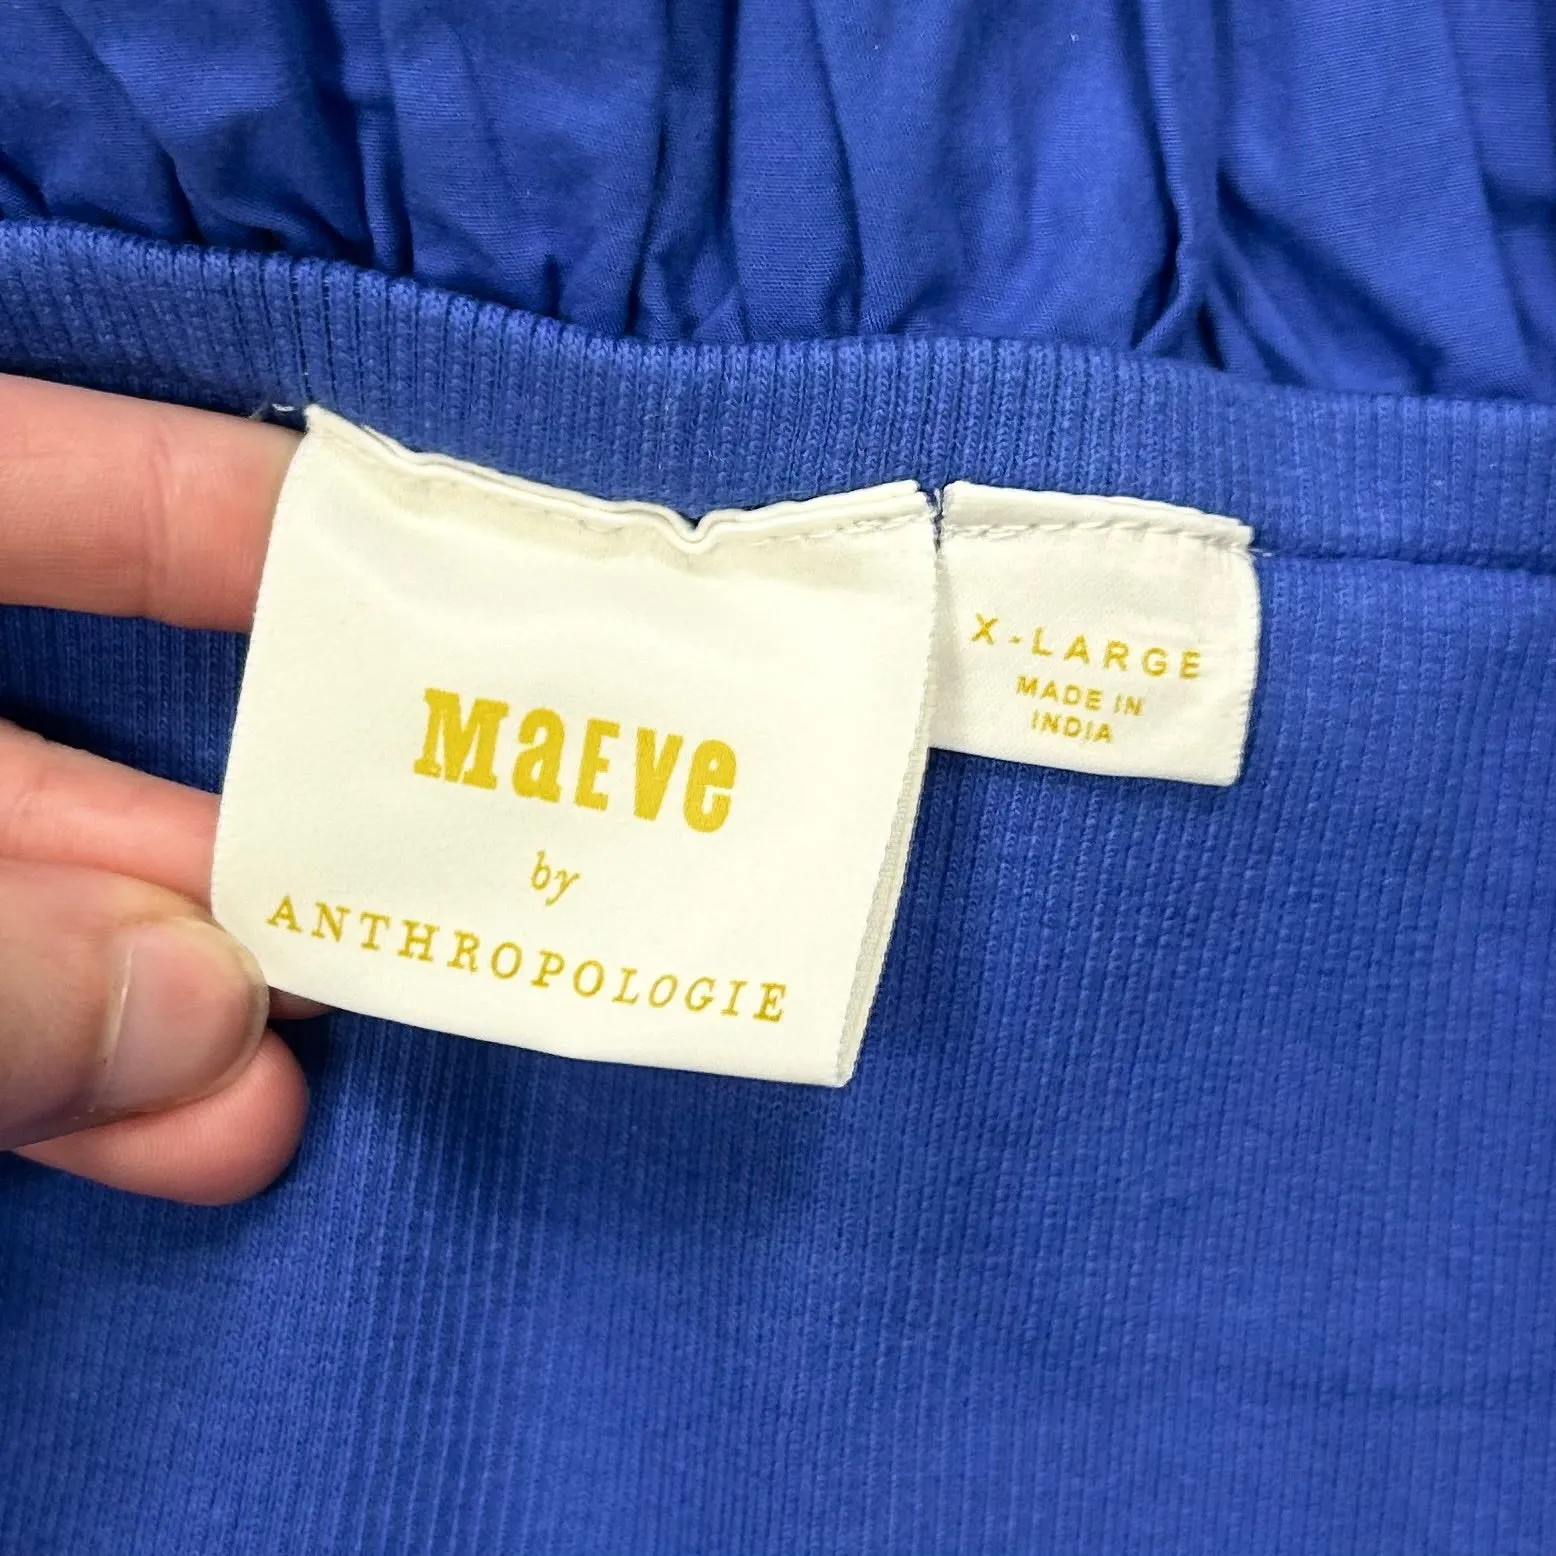 MaEve
by
ANTHROPOLOGIE
X-LARGE
MADE IN
INDIA